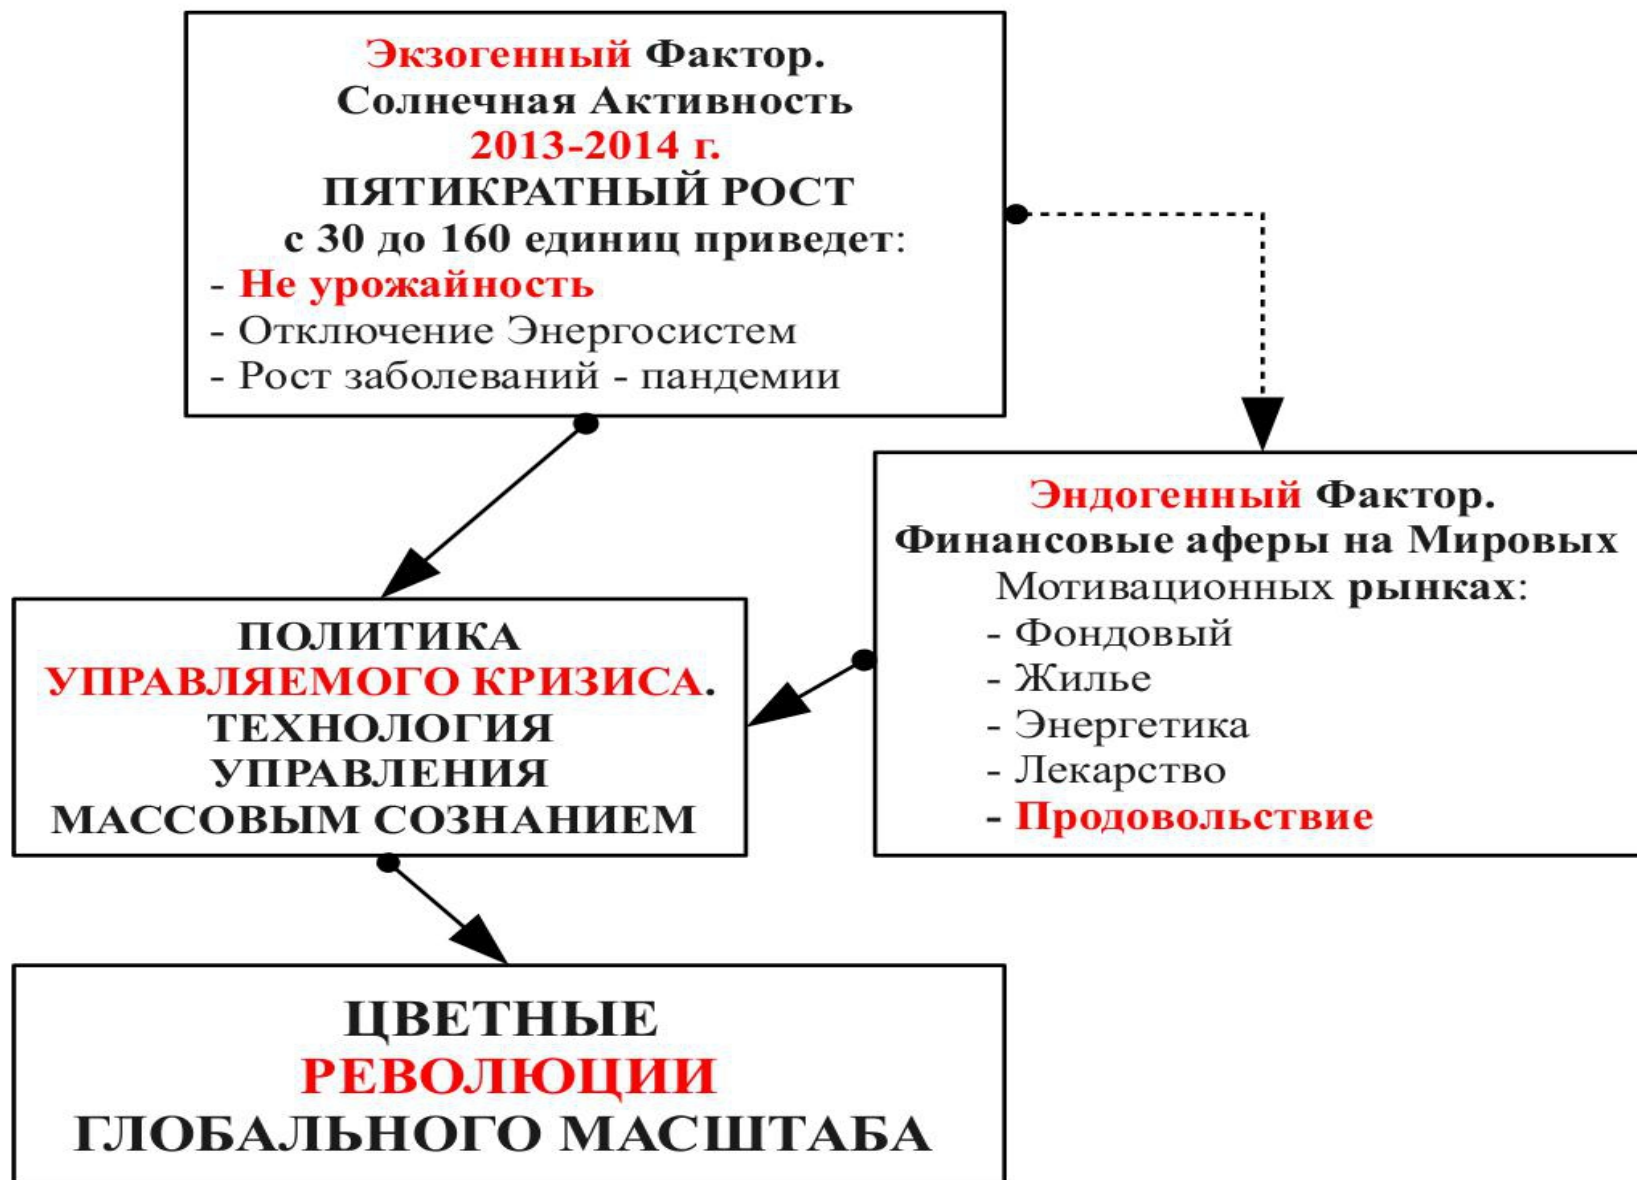 Экзогенный Фактор.
Солнечная Активность
2013-2014 г.
ПЯТИКРАТНЫЙ РОСТ
с 30 до 160 единиц приведет:
- Не урожайность
- Отключение Энергосистем
- Рост заболеваний - пандемии
Эндогенный Фактор.
Финансовые аферы на Мировых
Мотивационных рынках:
- Фондовый
- Жилье
- Энергетика
- Лекарство
- Продовольствие
ПОЛИТИКА
УПРАВЛЯЕМОГО КРИЗИСА.
ТЕХНОЛОГИЯ
УПРАВЛЕНИЯ
МАССОВЫМ СОЗНАНИЕМ
ЦВЕТНЫЕ
РЕВОЛЮЦИИ
ГЛОБАЛЬНОГО МАСШТАБА